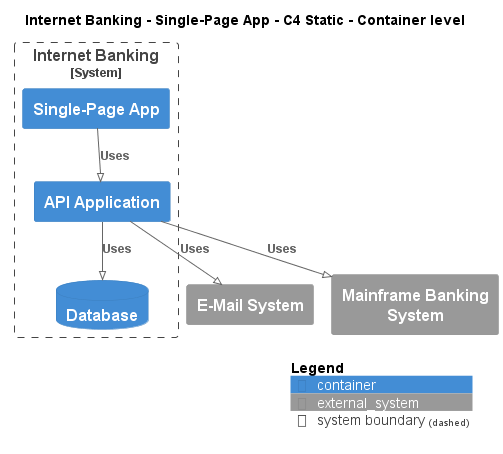 Internet Banking - Single-Page App - C4 Static - Container level
Internet Banking
[System]
Single-Page App
Uses
API Application
Uses
Uses
Uses
Database
E-Mail System
Mainframe Banking
System
Legend
container
external_system
system boundary (dashed)